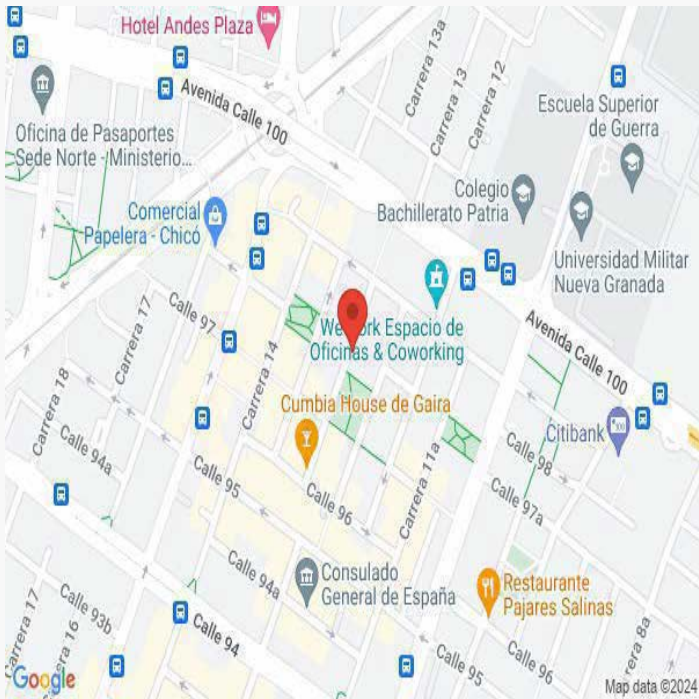 Hotel Andes Plaza
Avenida Calle 100
Carrera 13a
Carrera 13
Carrera 12
Escuela Superior
de Guerra
Oficina de Pasaportes
Sede Norte - Ministerio...
Colegio
Bachillerato Patria
Comercial
Papelera - Chicó
Universidad Militar
Nueva Granada
Carrera 17
Calle 97
Carrera 14
Espacio de
Oficinas & Coworking
Avenida Calle 100
Carrera 18
Cumbia House de Gaira
Citibank
Calle 94a
Calle 95
Calle 96
Carrera 11a
Calle 98
Calle 97a
Calle 94a
Consulado
General de España
Restaurante
Pajares Salinas
Calle 93b
Calle 94
Carrera 17
16
Calle 95
Calle 96
rrera 8a
Google
Map data ©2024